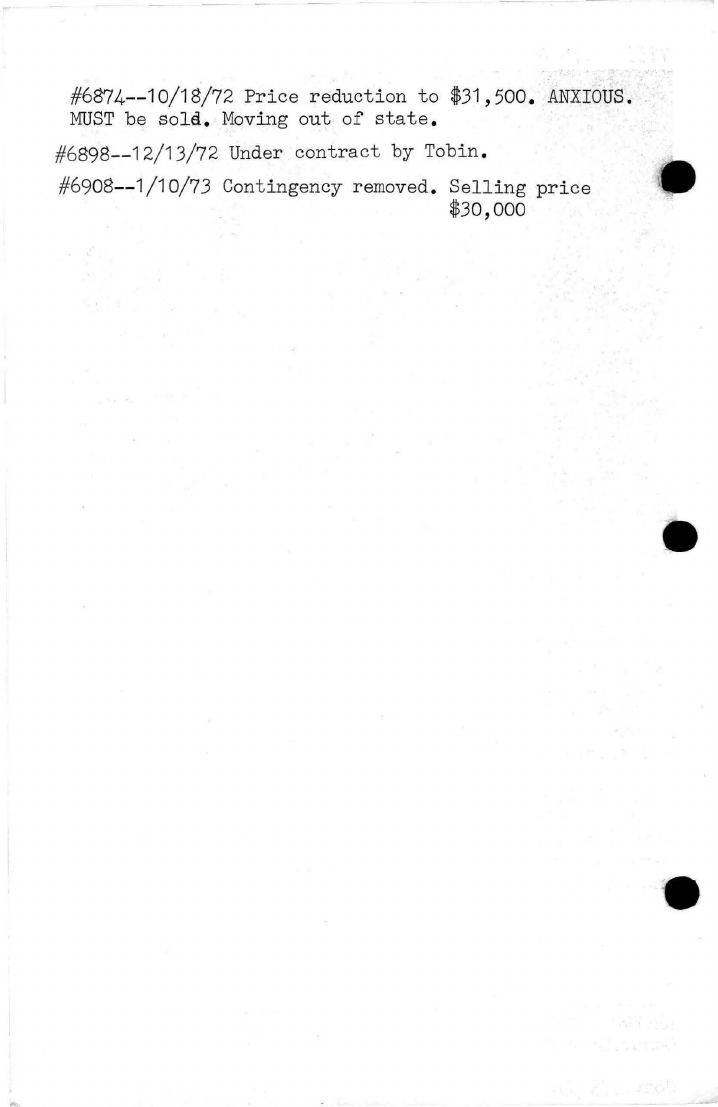 #6874--10/18/72 Price reduction to $31,500. ANXIOUS.
MUST be sold. Moving out of state.
#6898--12/13/72 Under contract by Tobin.
#6908--1/10/73 Contingency removed. Selling price
$30,000